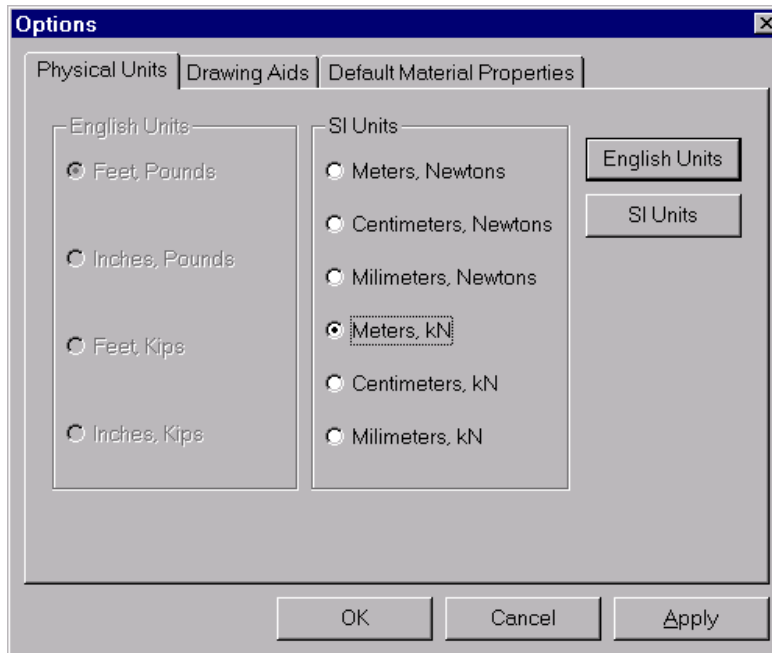 Options
Physical Units
Drawing Aids
Default Material Properties
English Units
Feet, Pounds
Inches, Pounds
Feet, Kips
Inches, Kips
SI Units
Meters, Newtons
Centimeters, Newtons
Milimeters, Newtons
Meters, kN
Centimeters, kN
Milimeters, kN
English Units
SI Units
OK
Cancel
Apply